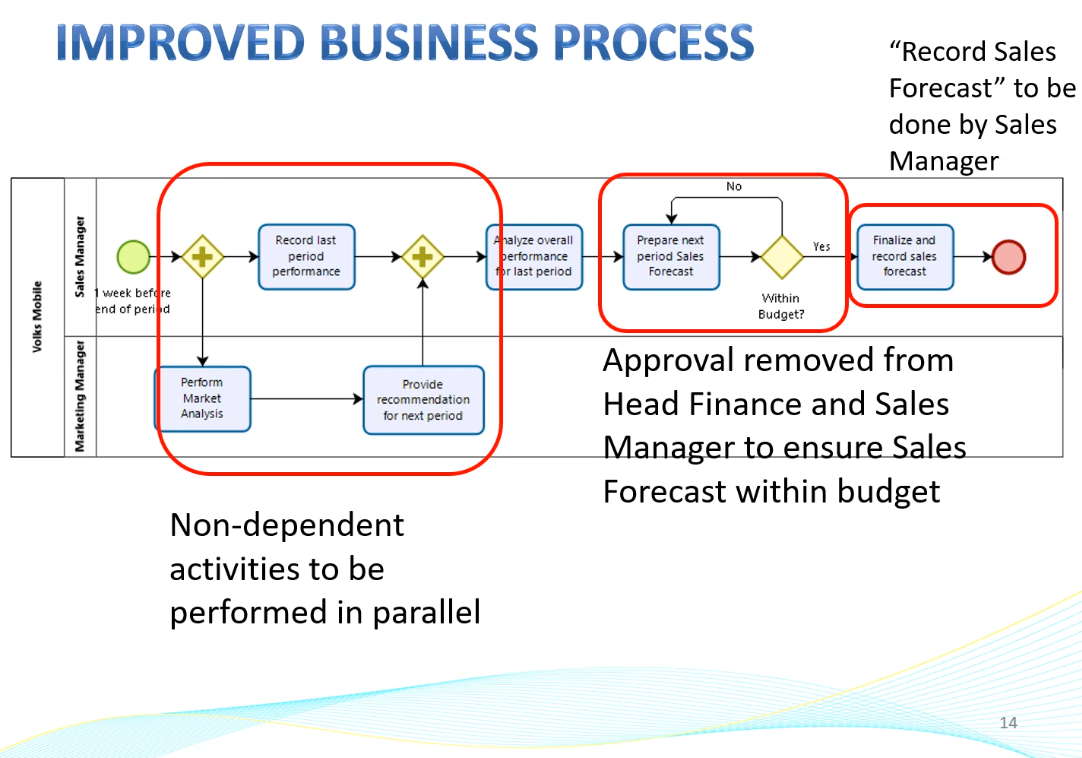 IMPROVED BUSINESS PROCESS
“Record Sales
Forecast” to be
done by Sales
Manager
Volks Mobile
Sales Manager
Marketing Manager
1 week before
end of period
Record last
period
performance
Analyze overall
performance
for last period
No
Prepare next
period Sales
Forecast
Within
Budget?
Yes
Finalize and
record sales
forecast
Perform
Market
Analysis
Provide
recommendation
for next period
Approval removed from
Head Finance and Sales
Manager to ensure Sales
Forecast within budget
Non-dependent
activities to be
performed in parallel
14